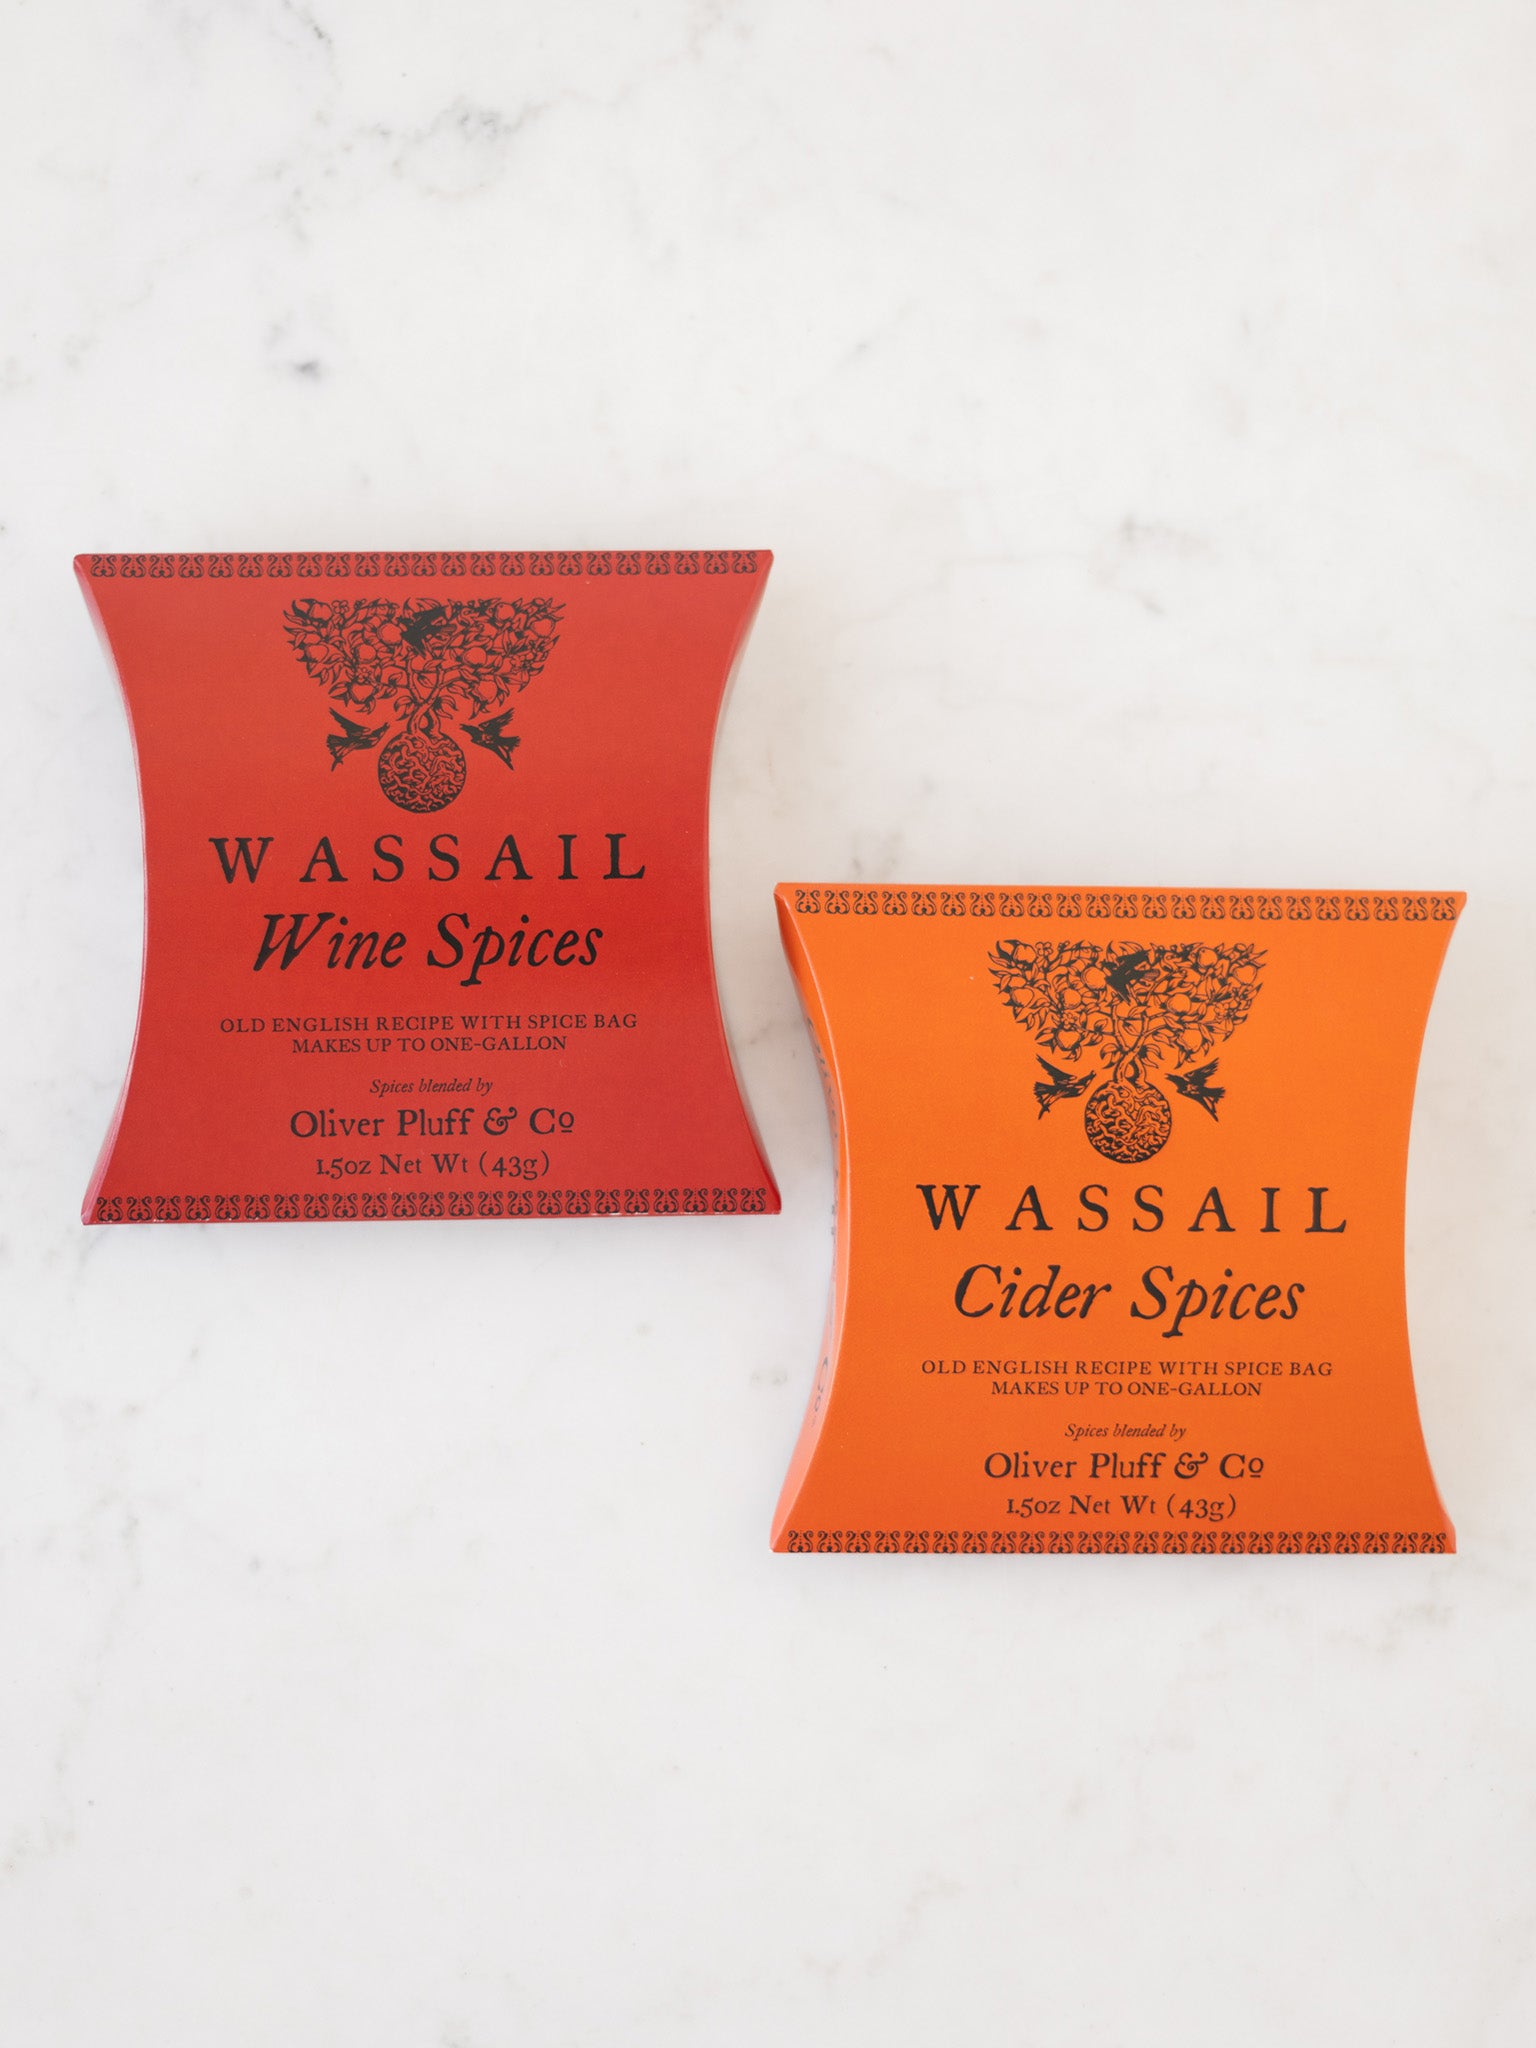 WASSAIL
Wine Spices
OLD ENGLISH RECIPE WITH SPICE BAG
MAKES UP TO ONE-GALLON
Spices blended by
Oliver Pluff & Co
1.5oz Net Wt (43g)
WASSAIL
Cider Spices
OLD ENGLISH RECIPE WITH SPICE BAG
MAKES UP TO ONE-GALLON
Spices blended by
Oliver Pluff & Co
1.5oz Net Wt (43g)